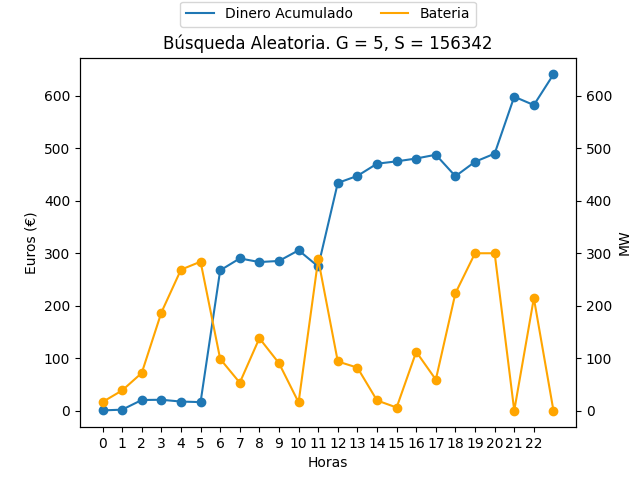 Dinero Acumulado Bateria
Búsqueda Aleatoria. G = 5, S = 156342
600 600
500 500
400 400
Euros (€) MW
300 300
200 200
100 100
0 0
0 1 2 3 4 5 6 7 8 9 10 11 12 13 14 15 16 17 18 19 20 21 22
Horas